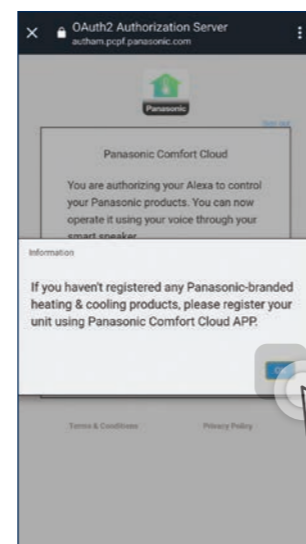 OAuth2 Authorization Server
autham.pcpf.panasonic.com
Panasonic
Sign out
Panasonic Comfort Cloud
You are authorizing your Alexa to control
your Panasonic products. You can now
operate it using your voice through your
smart speaker
Information
If you haven't registered any Panasonic-branded
heating & cooling products, please register your
unit using Panasonic Comfort Cloud APP.
Terms & Conditions Privacy Policy